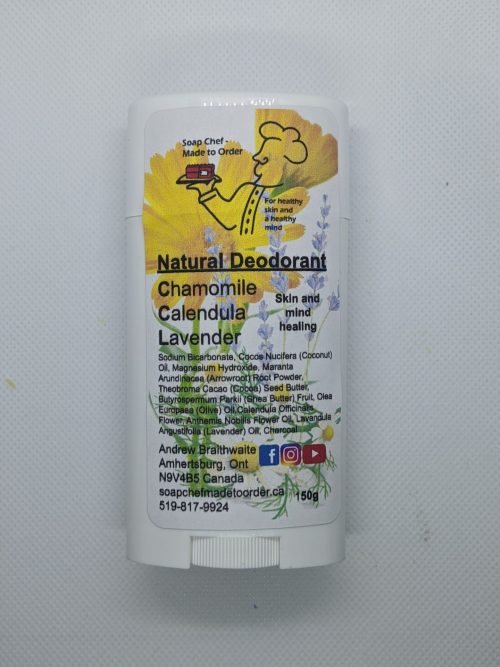 Soap Chef -
Made to Order
For healthy
skin and
a healthy
mind
Natural Deodorant
Chamomile
Calendula
Lavender
Skin and
mind
healing
Sodium Bicarbonate, Cocos Nucifera (Coconut)
Oil, Magnesium Hydroxide, Maranta
Arundinacea (Arrowroot) Root Powder,
Theobroma Cacao (Cocoa) Seed Butter,
Butyrospermum Parkii (Shea Butter) Fruit, Olea
Europaea (Olive) Oil,Calendula Officinalis
Flower, Anthemis Nobilis Flower Oil, Lavandula
Angustifolia (Lavender) Oil, Charcoal
Andrew Braithwaite
Amhertsburg, Ont
N9V4B5 Canada
soapchefmadetoorder.ca
150g
519-817-9924